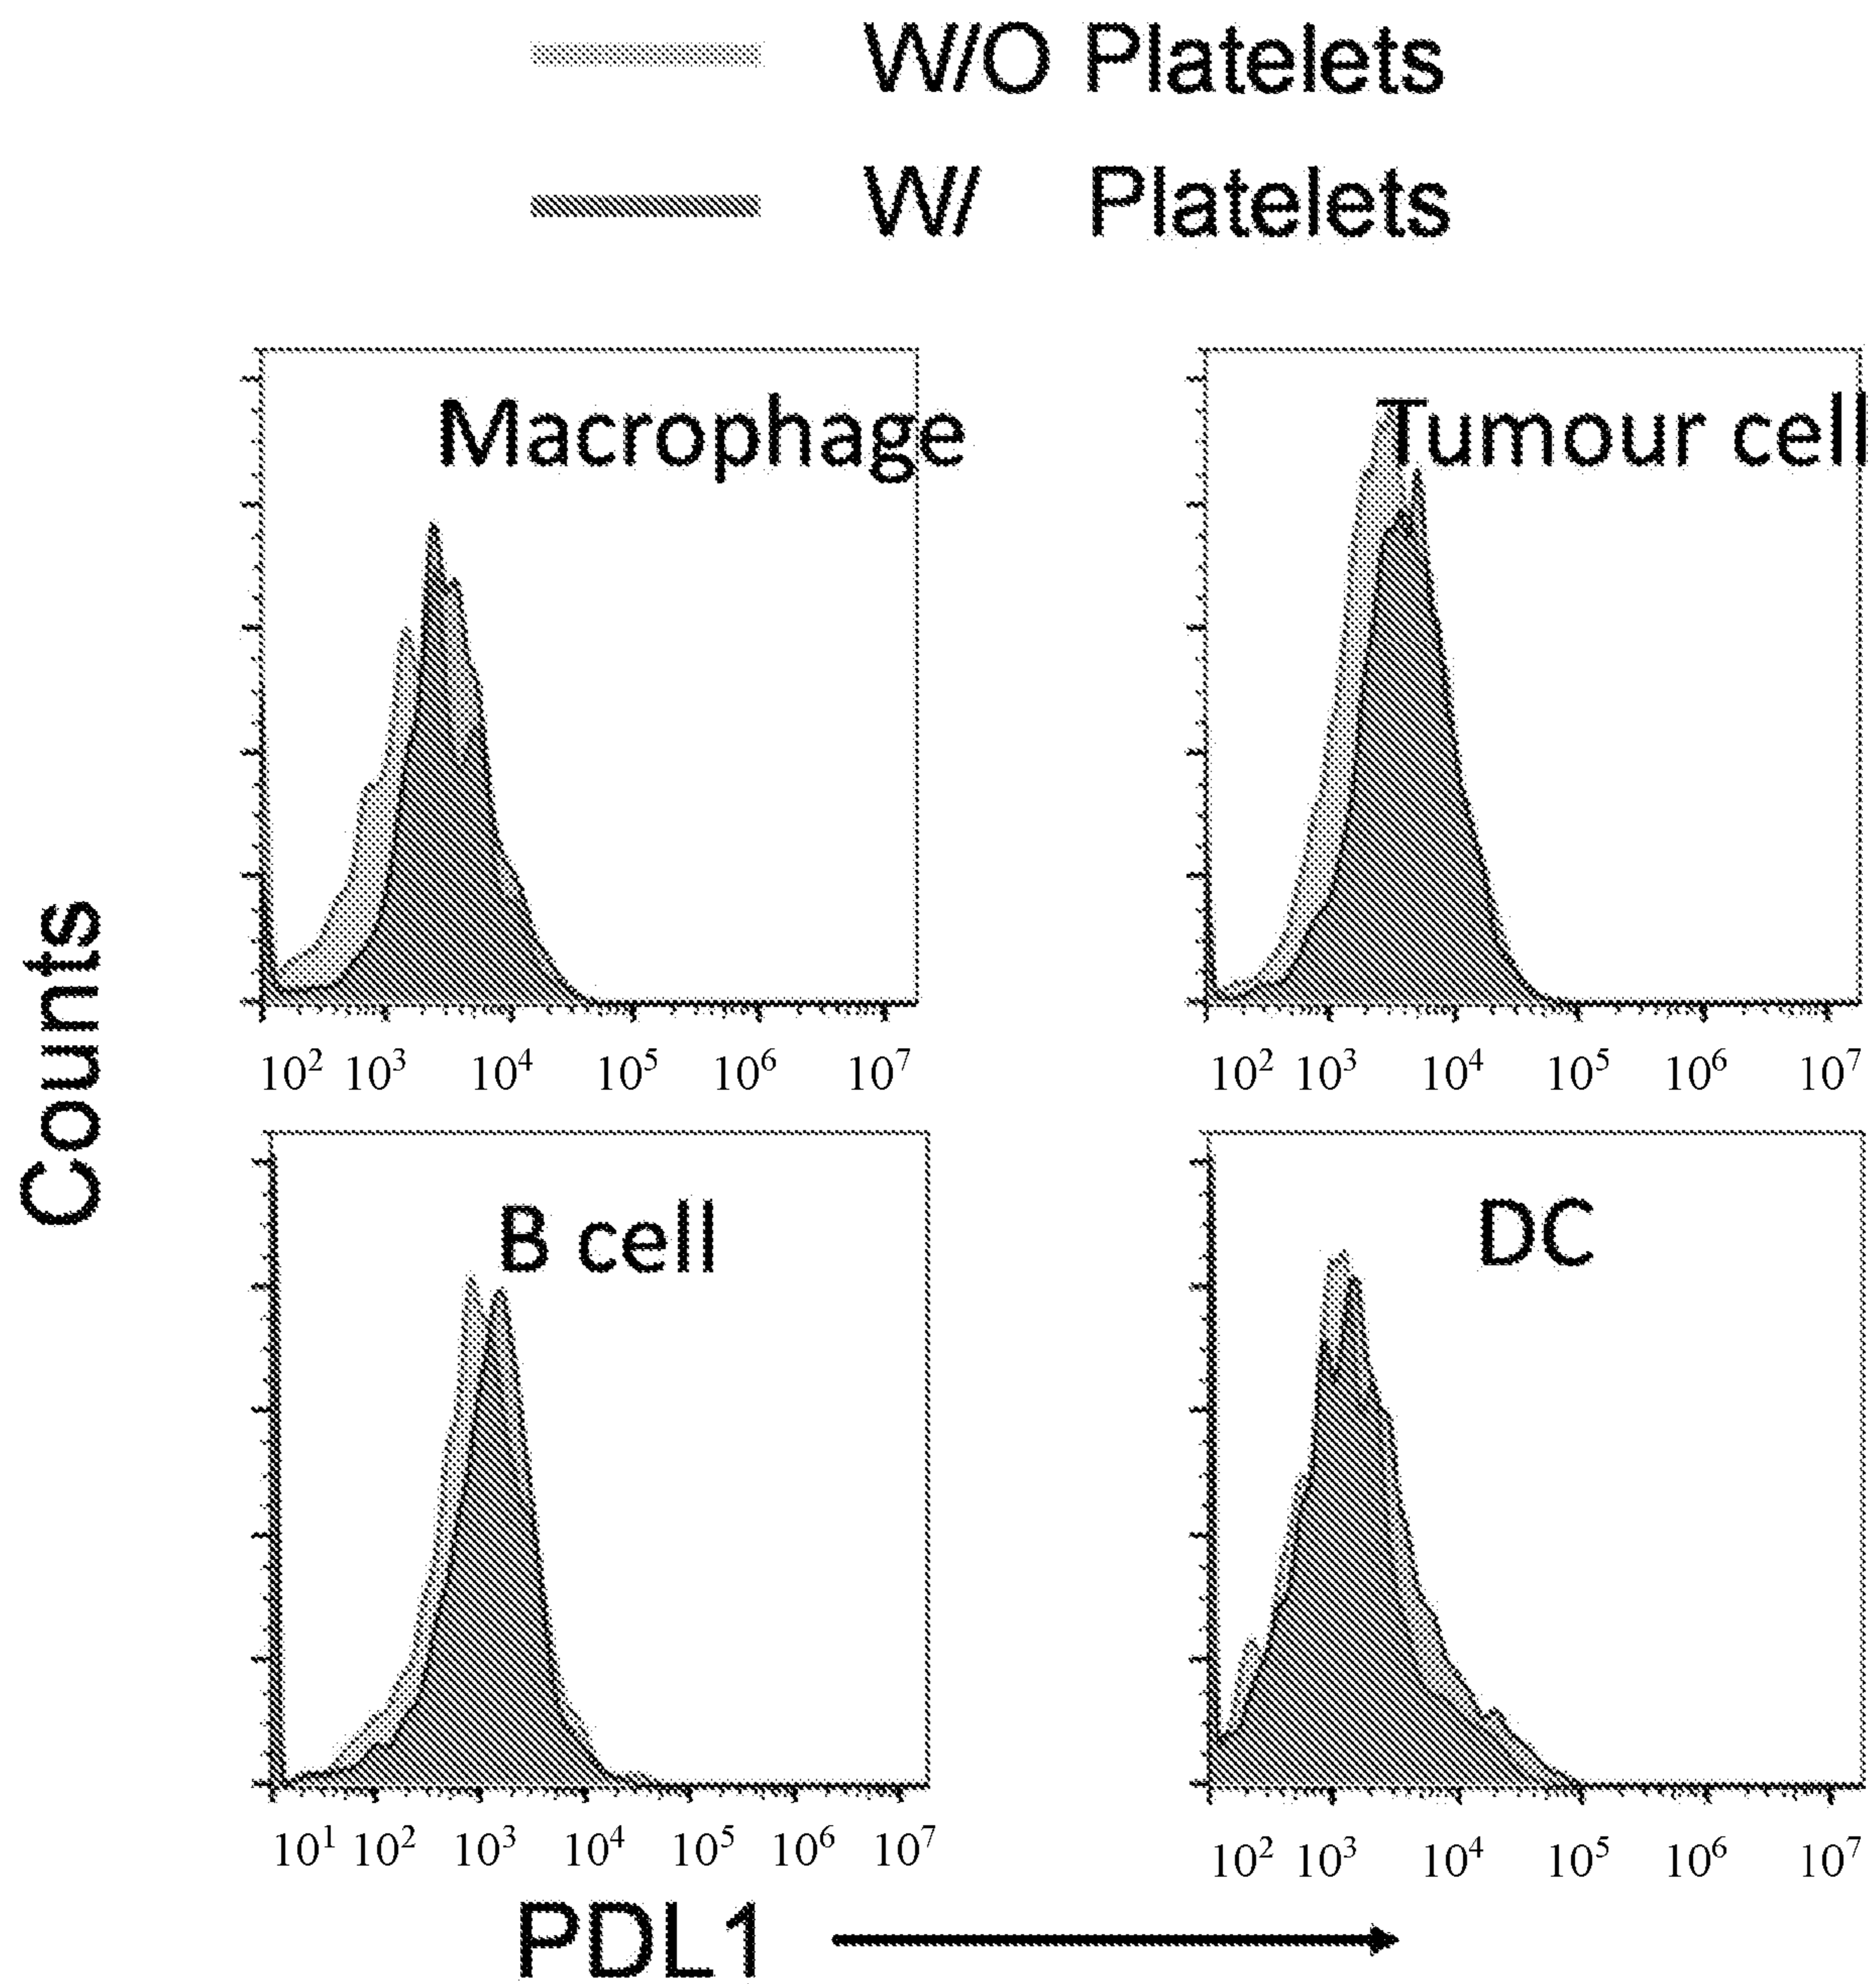 W/O Platelets
W/ Platelets
Macrophage
Tumour cell
Counts
10² 10³ 10⁴ 10⁵ 10⁶ 10⁷
10² 10³ 10⁴ 10⁵ 10⁶ 10⁷
B cell
DC
10¹ 10² 10³ 10⁴ 10⁵ 10⁶ 10⁷
10² 10³ 10⁴ 10⁵ 10⁶ 10⁷
PDL1